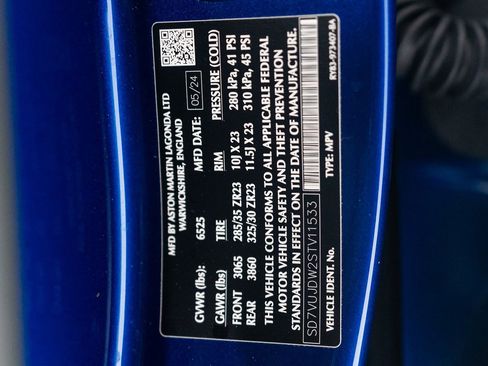 MFD BY ASTON MARTIN LAGONDA LTD
WARWICKSHIRE, ENGLAND
GVWR (lbs): 6525 MFD DATE: 05/24
GAWR (lbs) TIRE RIM PRESSURE (COLD)
FRONT 3065 285/35 ZR23 10J X 23 280 kPa, 41 PSI
REAR 3860 325/30 ZR23 11.5J X 23 310 kPa, 45 PSI
THIS VEHICLE CONFORMS TO ALL APPLICABLE FEDERAL
MOTOR VEHICLE SAFETY AND THEFT PREVENTION
STANDARDS IN EFFECT ON THE DATE OF MANUFACTURE.
SD7VUJDW2STV11533
VEHICLE IDENT. No. TYPE: MPV
RY83-973407-BA